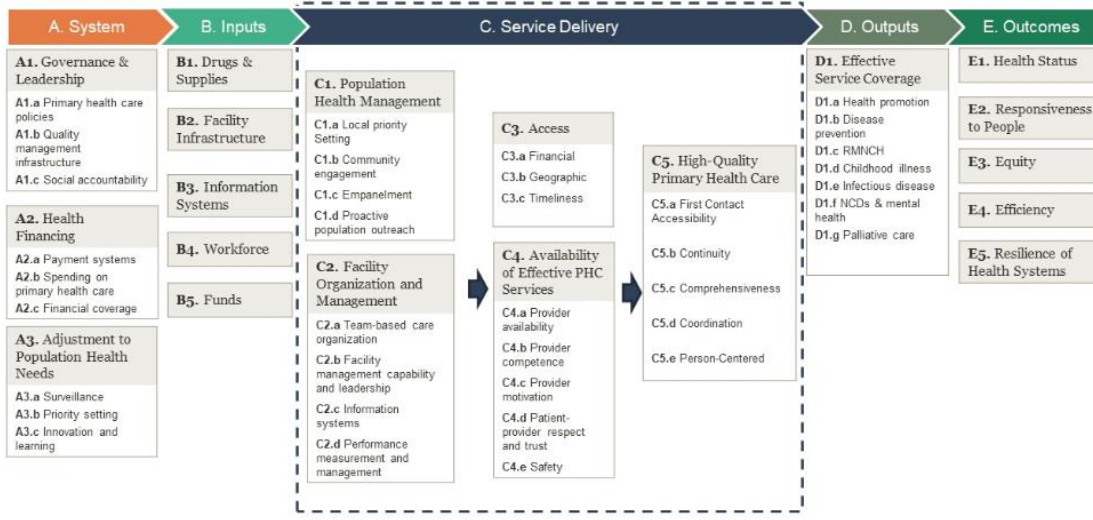 A. System
B. Inputs
C. Service Delivery
D. Outputs
E. Outcomes
A1. Governance &
Leadership
A1.a Primary health care
policies
A1.b Quality
management
infrastructure
A1.c Social accountability
A2. Health
Financing
A2.a Payment systems
A2.b Spending on
primary health care
A2.c Financial coverage
A3. Adjustment to
Population Health
Needs
A3.a Surveillance
A3.b Priority setting
A3.c Innovation and
learning
B1. Drugs &
Supplies
B2. Facility
Infrastructure
B3. Information
Systems
B4. Workforce
B5. Funds
C1. Population
Health Management
C1.a Local priority
Setting
C1.b Community
engagement
C1.c Empanelment
C1.d Proactive
population outreach
C2. Facility
Organization and
Management
C2.a Team-based care
organization
C2.b Facility
management capability
and leadership
C2.c Information
systems
C2.d Performance
measurement and
management
C3. Access
C3.a Financial
C3.b Geographic
C3.c Timeliness
C4. Availability
of Effective PHC
Services
C4.a Provider
availability
C4.b Provider
competence
C4.c Provider
motivation
C4.d Patient-
provider respect
and trust
C4.e Safety
C5. High-Quality
Primary Health Care
C5.a First Contact
Accessibility
C5.b Continuity
C5.c Comprehensiveness
C5.d Coordination
C5.e Person-Centered
D1. Effective
Service Coverage
D1.a Health promotion
D1.b Disease
prevention
D1.c RMNCH
D1.d Childhood illness
D1.e Infectious disease
D1.f NCDs & mental
health
D1.g Palliative care
E1. Health Status
E2. Responsiveness
to People
E3. Equity
E4. Efficiency
E5. Resilience of
Health Systems